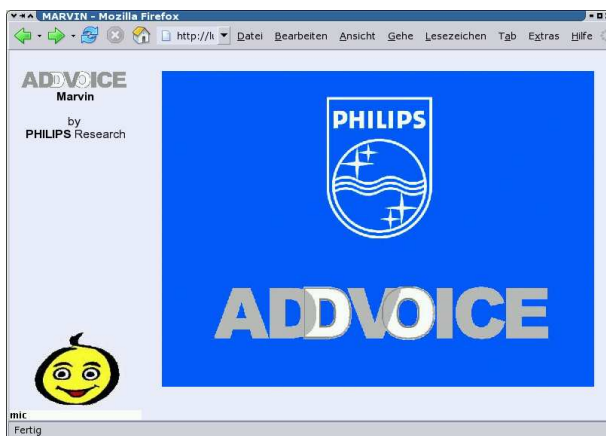 MARVIN - Mozilla Firefox
http://l Datei Bearbeiten Ansicht Gehe Lesezeichen Tab Extras Hilfe
ADDVOICE
Marvin
by
PHILIPS Research
PHILIPS
ADDVOICE
mic
Fertig